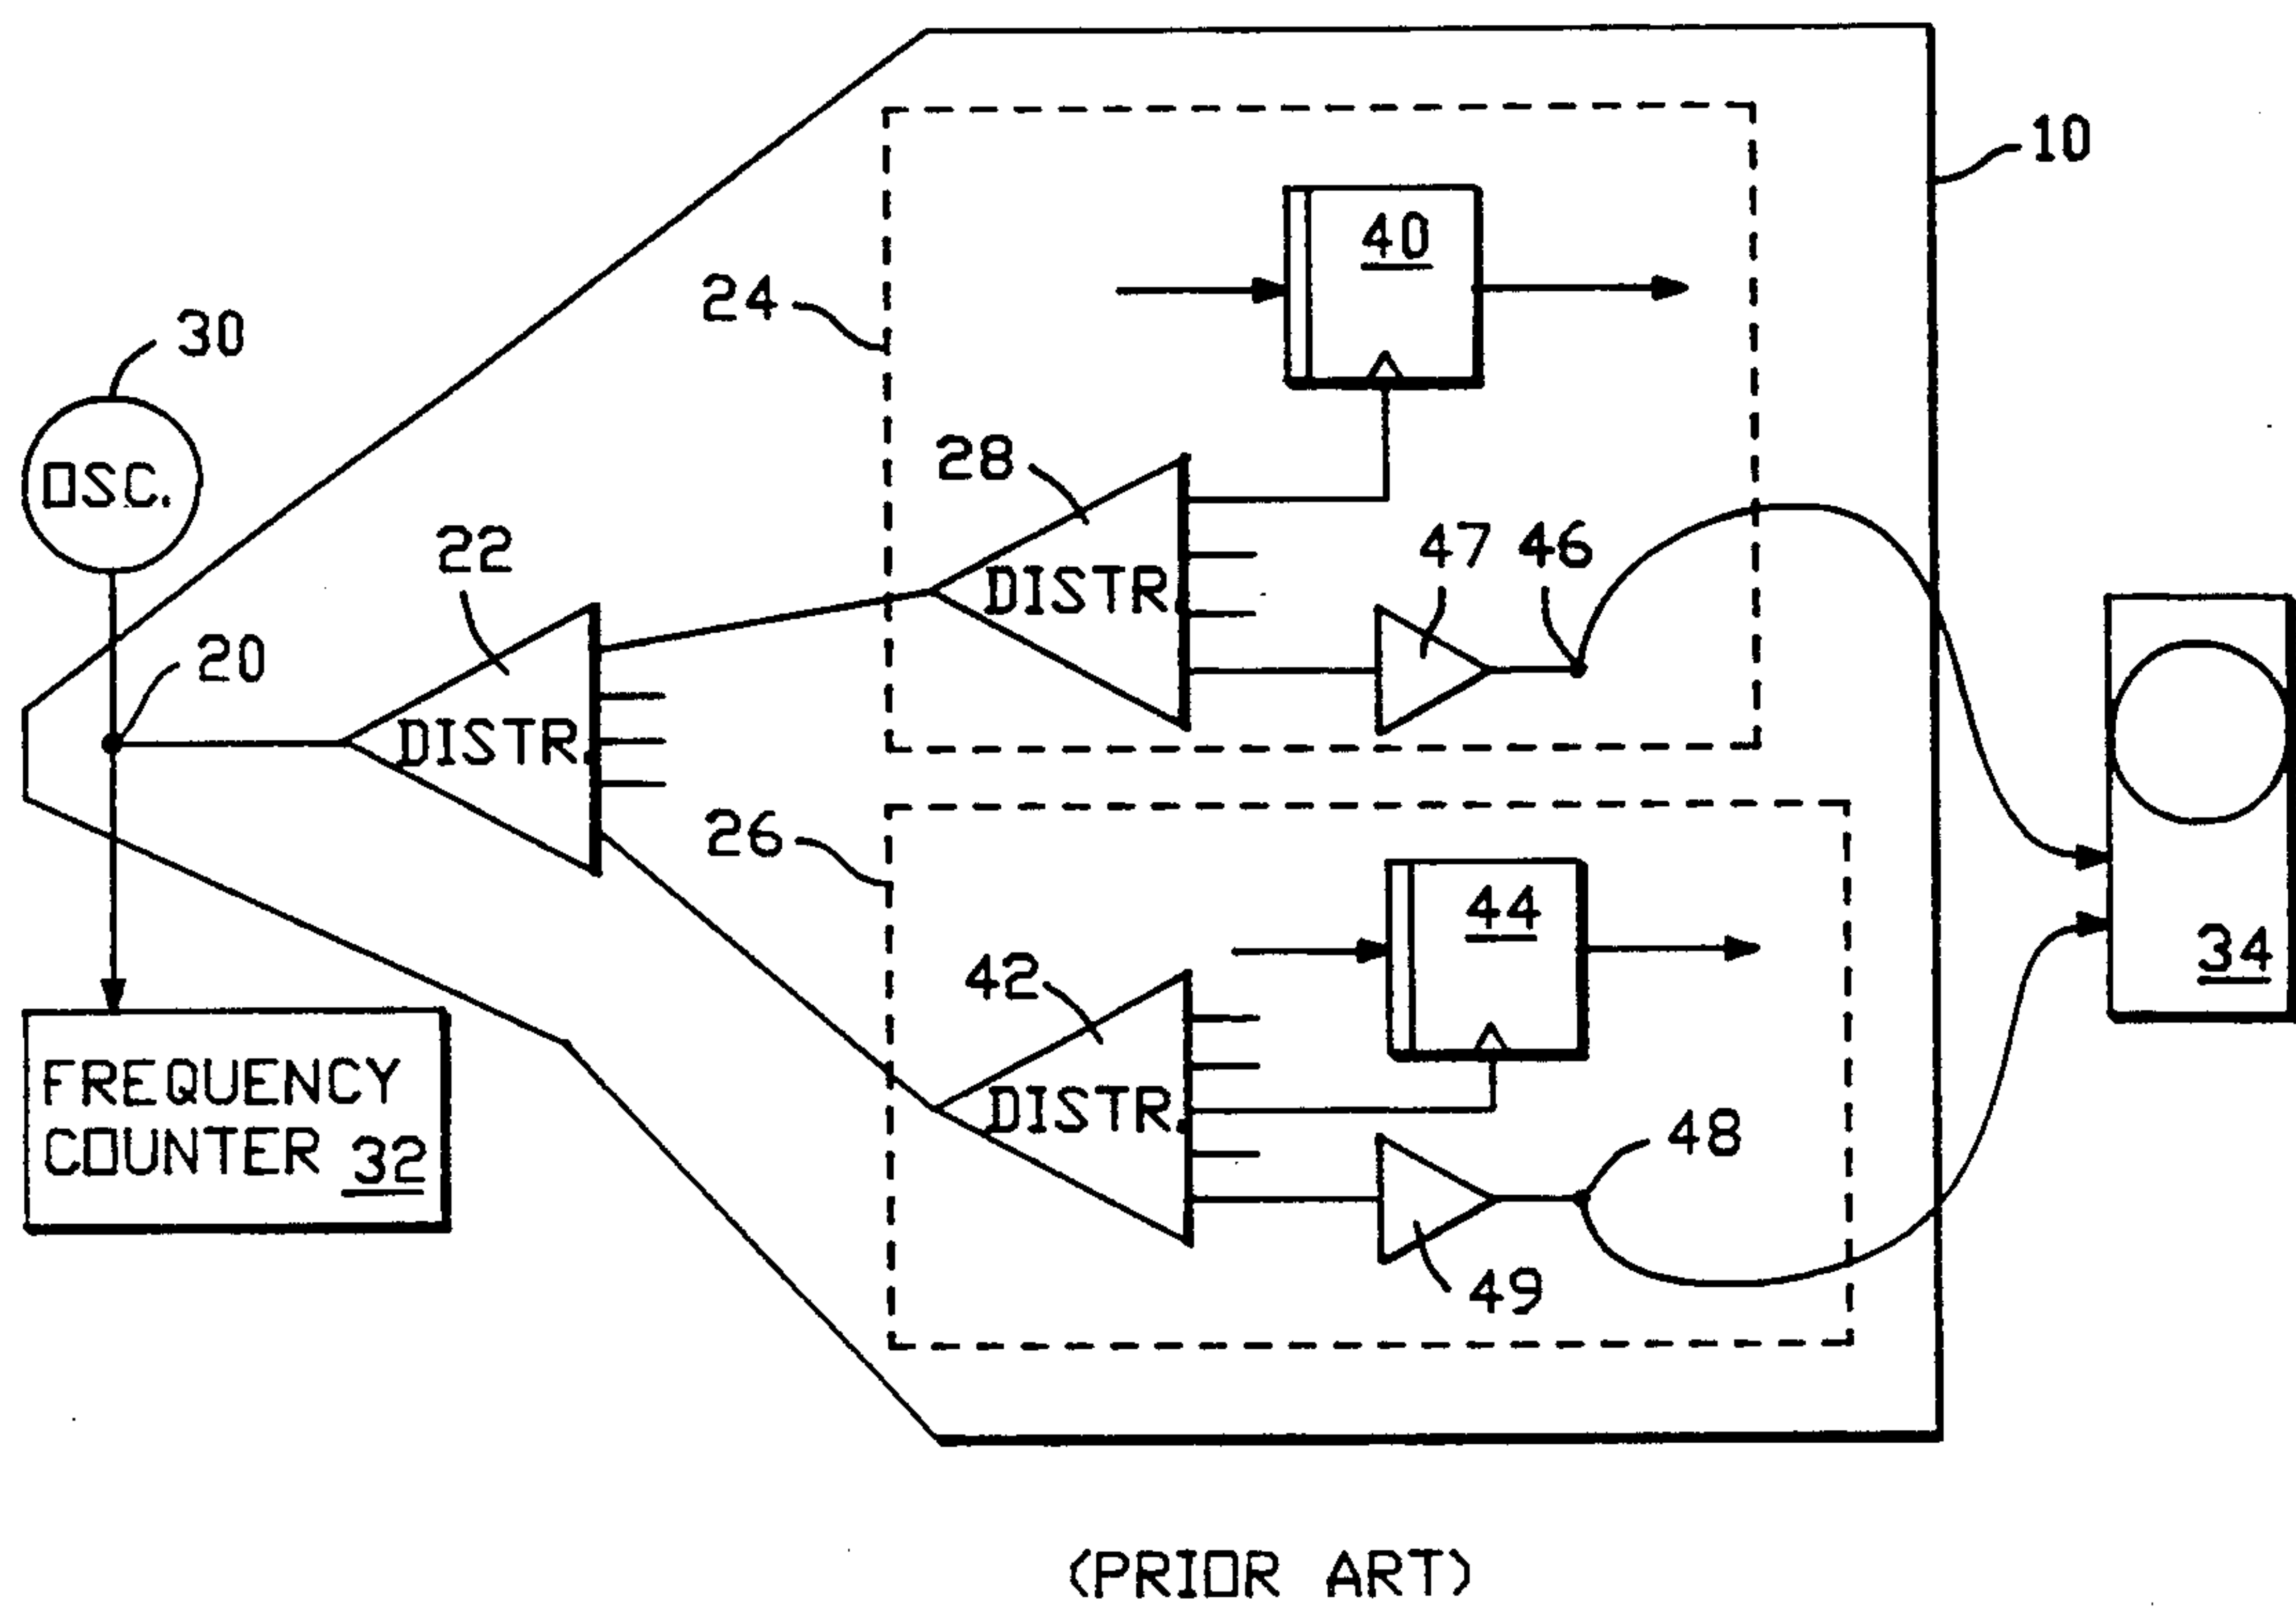 10
40
24
30
28
OSC.
22
47 46
DISTR.
20
DISTR.
26
44
42
34
FREQUENCY
COUNTER 32
DISTR.
48
49
(PRIOR ART)